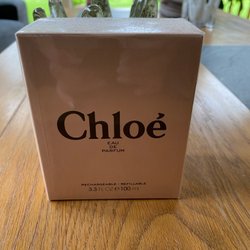 Chloé
EAU
DE
PARFUM
RECHARGEABLE - REFILLABLE
3.3 FL OZ ℮ 100 ml